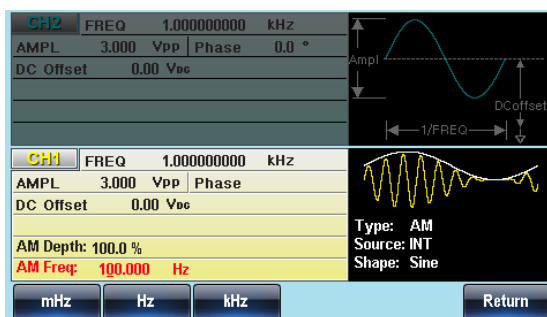 CH2 FREQ 1.000000000 kHz
AMPL 3.000 Vpp Phase 0.0 °
DC Offset 0.00 VDC
Ampl
DCoffset
1/FREQ
CH1 FREQ 1.000000000 kHz
AMPL 3.000 Vpp Phase
DC Offset 0.00 VDC
AM Depth: 100.0 %
AM Freq: 100.000 Hz
Type: AM
Source: INT
Shape: Sine
mHz Hz kHz Return